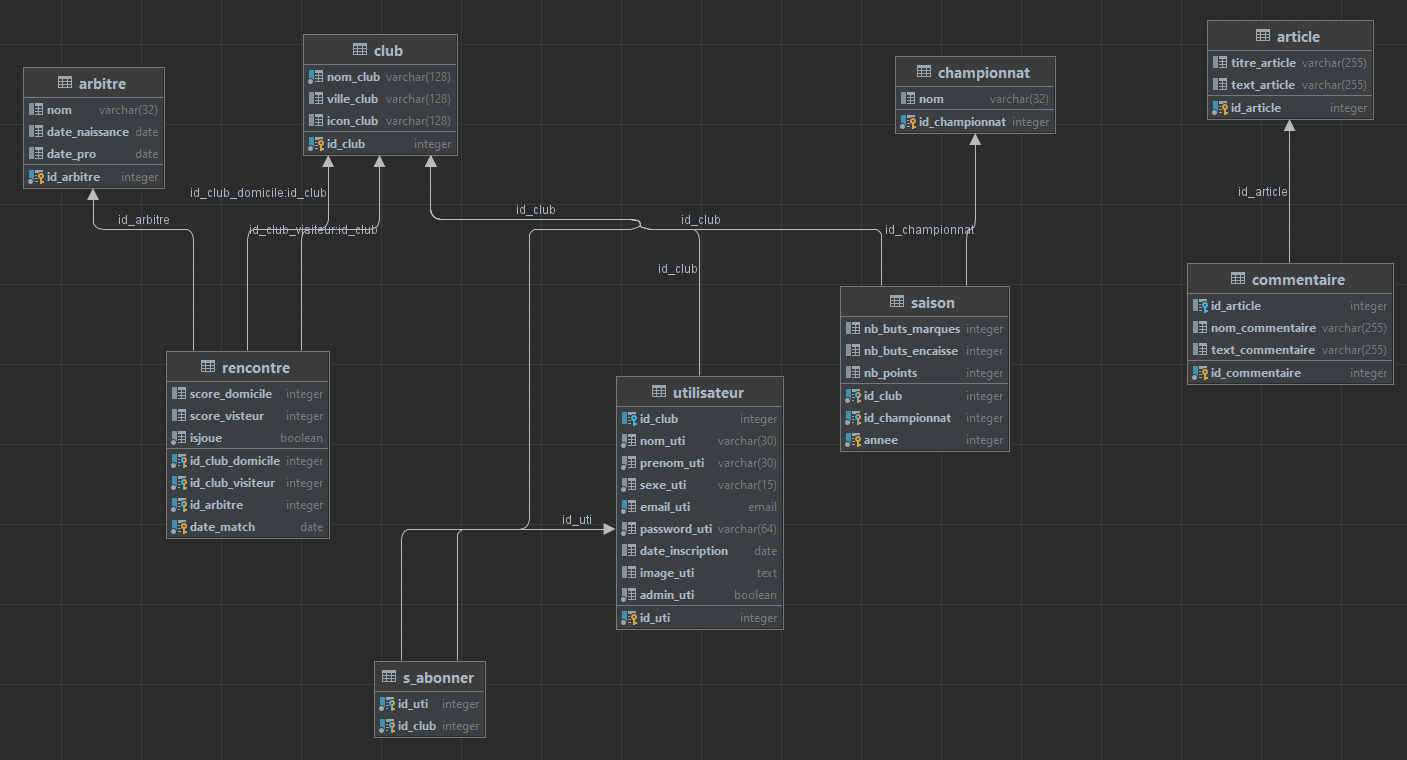 arbitre
nom varchar(32)
date_naissance date
date_pro date
id_arbitre integer
club
nom_club varchar(128)
ville_club varchar(128)
icon_club varchar(128)
id_club integer
championnat
nom varchar(32)
id_championnat integer
article
titre_article varchar(255)
text_article varchar(255)
id_article integer
id_arbitre
id_club_domicile:id_club
id_club_visiteur:id_club
id_club
id_club
id_club
id_championnat
id_article
rencontre
score_domicile integer
score_visteur integer
isjoue boolean
id_club_domicile integer
id_club_visiteur integer
id_arbitre integer
date_match date
utilisateur
id_club integer
nom_uti varchar(30)
prenom_uti varchar(30)
sexe_uti varchar(15)
email_uti email
password_uti varchar(64)
date_inscription date
image_uti text
admin_uti boolean
id_uti integer
saison
nb_buts_marques integer
nb_buts_encaisse integer
nb_points integer
id_club integer
id_championnat integer
annee integer
commentaire
id_article integer
nom_commentaire varchar(255)
text_commentaire varchar(255)
id_commentaire integer
id_uti
s_abonner
id_uti integer
id_club integer